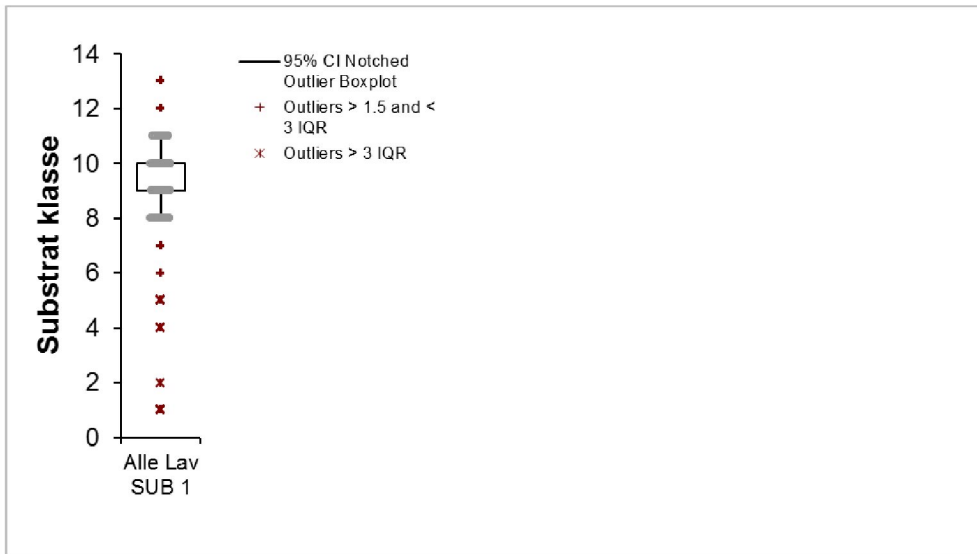 Substrat klasse
14
12
10
8
6
4
2
0
Alle Lav
SUB 1
95% CI Notched
Outlier Boxplot
Outliers > 1.5 and <
3 IQR
Outliers > 3 IQR